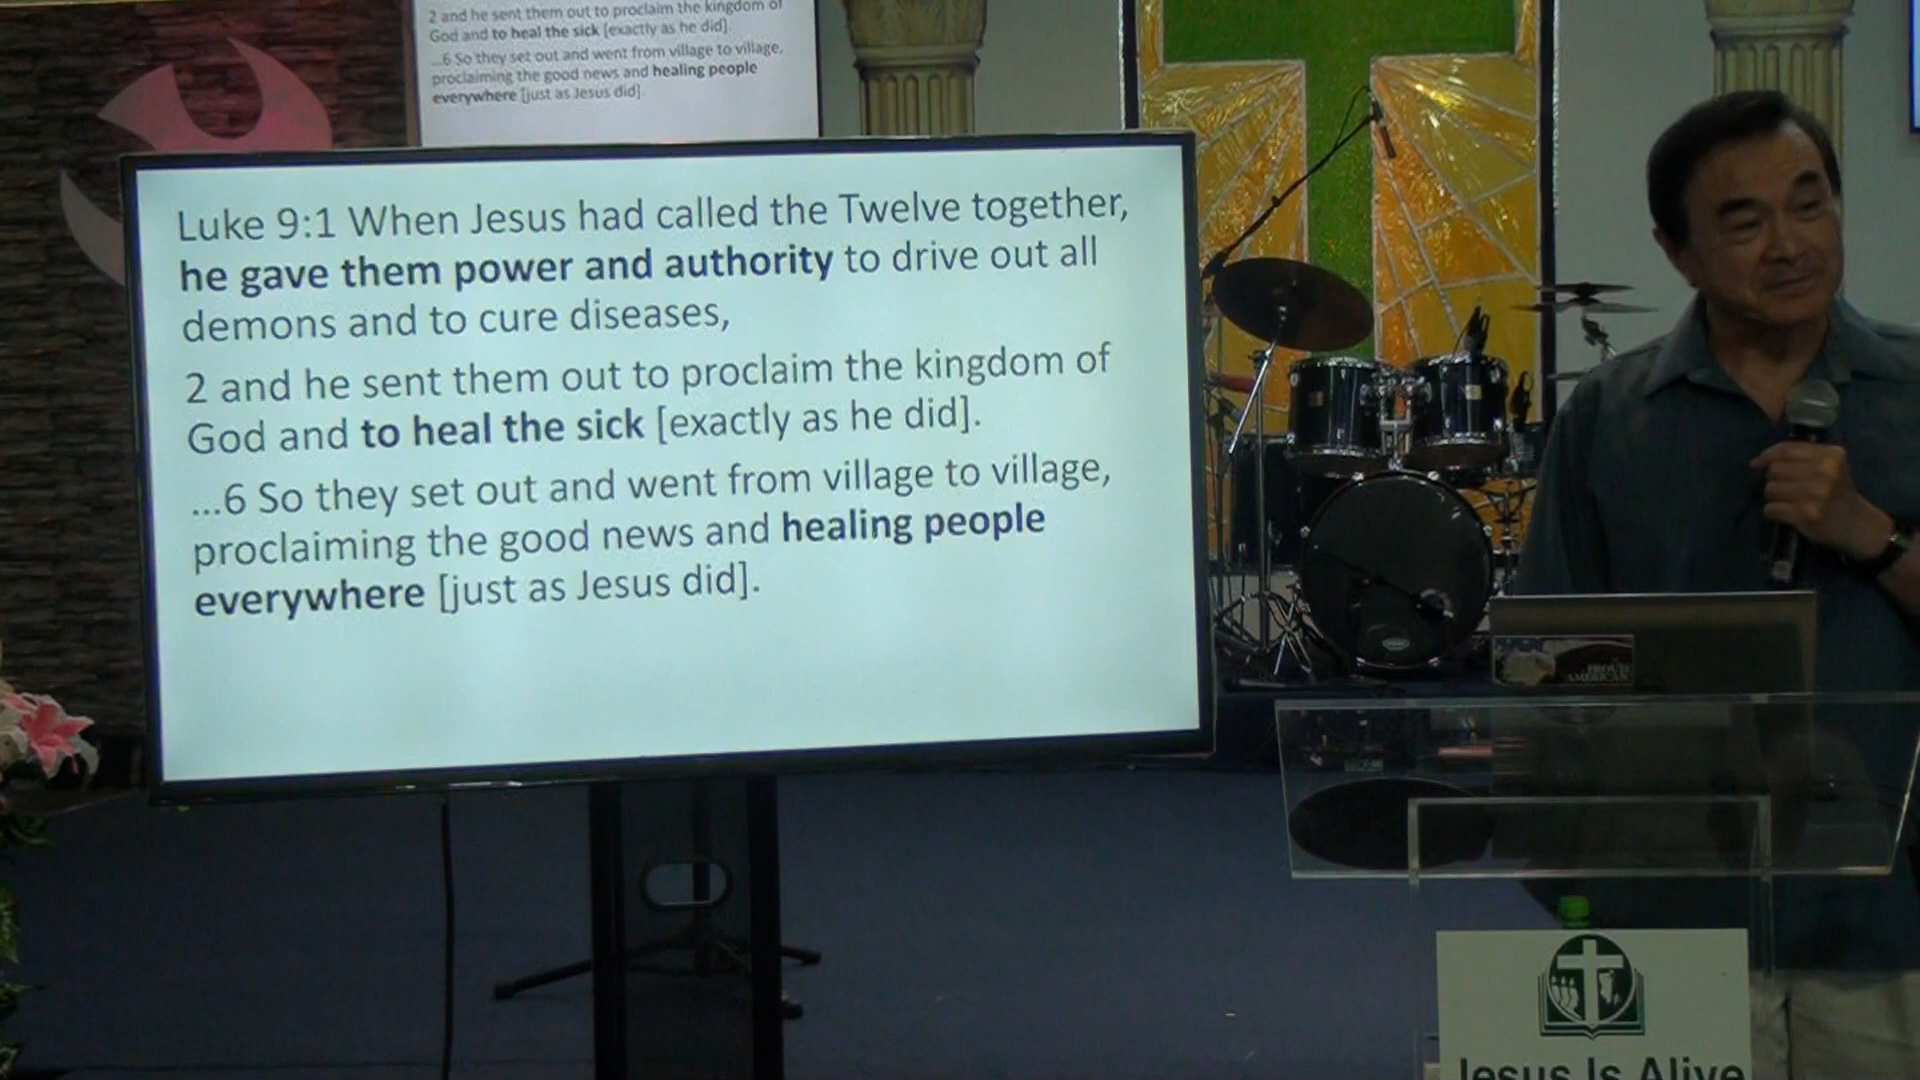 2 and he sent them out to proclaim the kingdom of
God and to heal the sick [exactly as he did].
...6 So they set out and went from village to village,
proclaiming the good news and healing people
everywhere [just as Jesus did].
Luke 9:1 When Jesus had called the Twelve together,
he gave them power and authority to drive out all
demons and to cure diseases,
2 and he sent them out to proclaim the kingdom of
God and to heal the sick [exactly as he did].
...6 So they set out and went from village to village,
proclaiming the good news and healing people
everywhere [just as Jesus did].
PROUD
AMERICAN
Jesus Is Alive